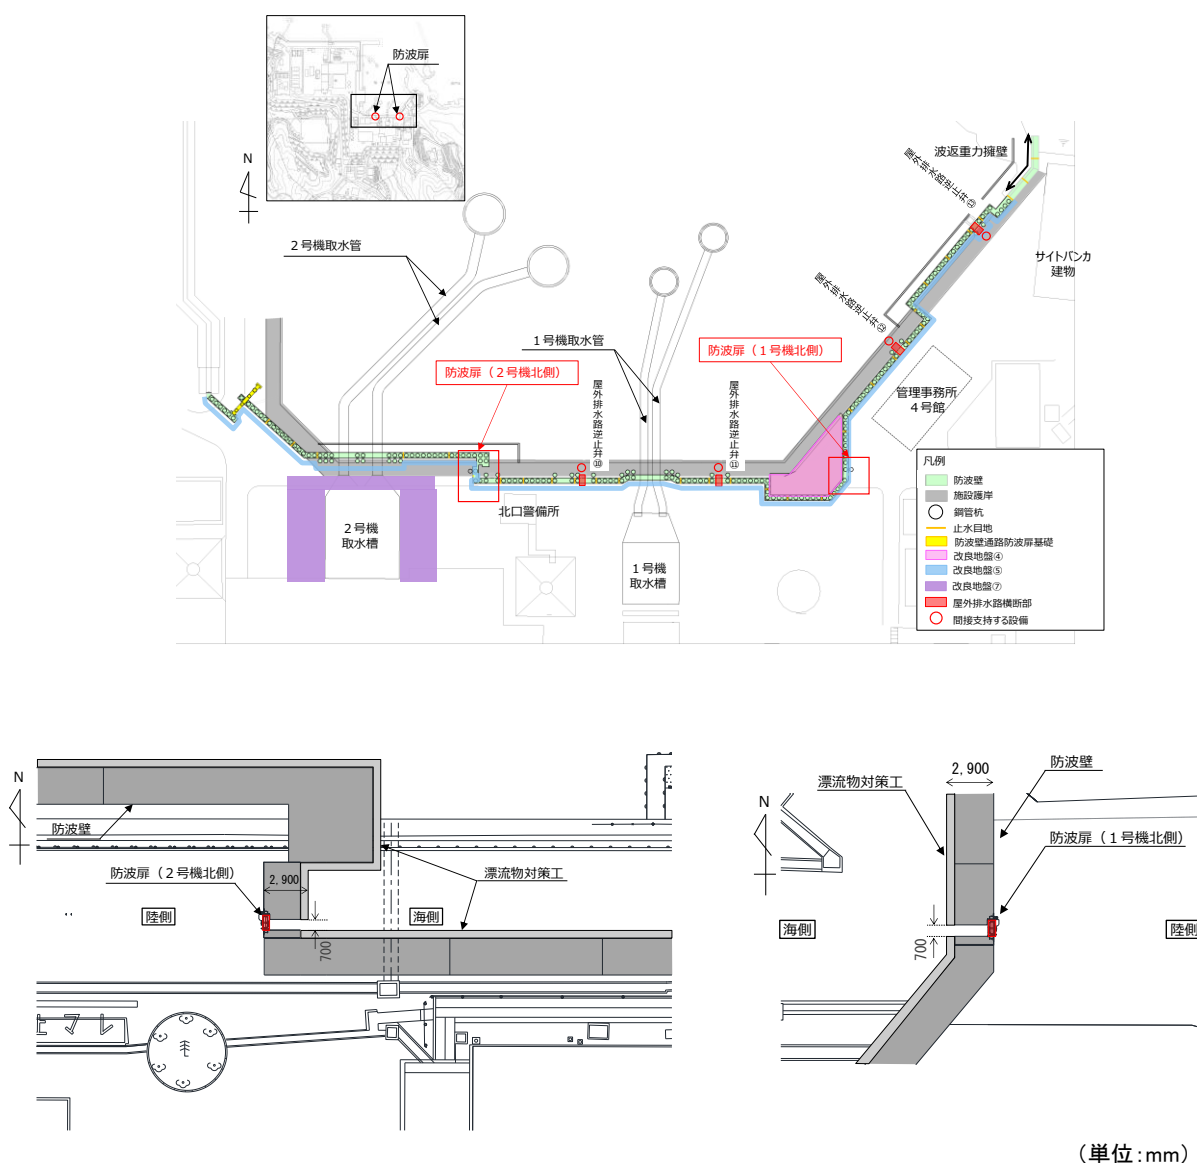 防波扉
N
波返重力擁壁
屋外排水路逆止弁⑬
2号機取水管
サイトバンカ
建物
屋外排水路逆止弁⑫
1号機取水管
防波扉（1号機北側）
防波扉（2号機北側）
屋外排水路逆止弁⑩
屋外排水路逆止弁⑪
管理事務所
4号館
北口警備所
2号機
取水槽
1号機
取水槽
凡例
防波壁
施設護岸
鋼管杭
止水目地
防波壁通路防波扉基礎
改良地盤④
改良地盤⑤
改良地盤⑦
屋外排水路横断部
間接支持する設備
N
防波壁
防波扉（2号機北側）
2,900
漂流物対策工
陸側
海側
700
N
2,900
防波壁
漂流物対策工
防波扉（1号機北側）
海側
陸側
700
（単位:mm）